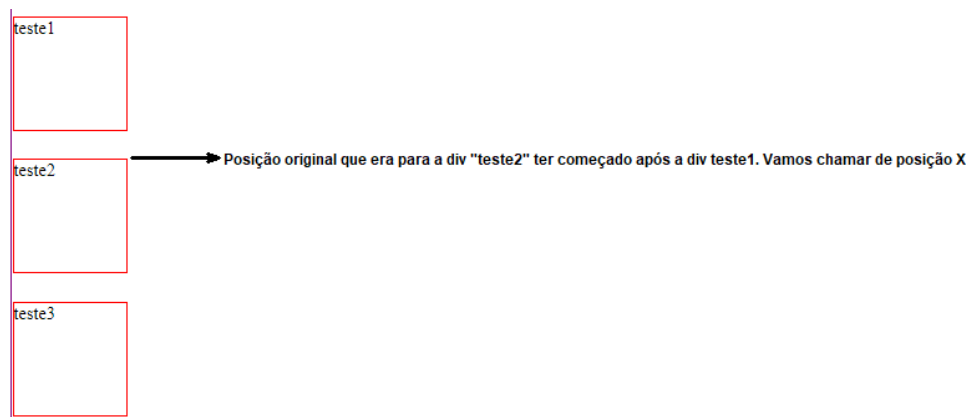 teste1
Posição original que era para a div "teste2" ter começado após a div teste1. Vamos chamar de posição X
teste2
teste3